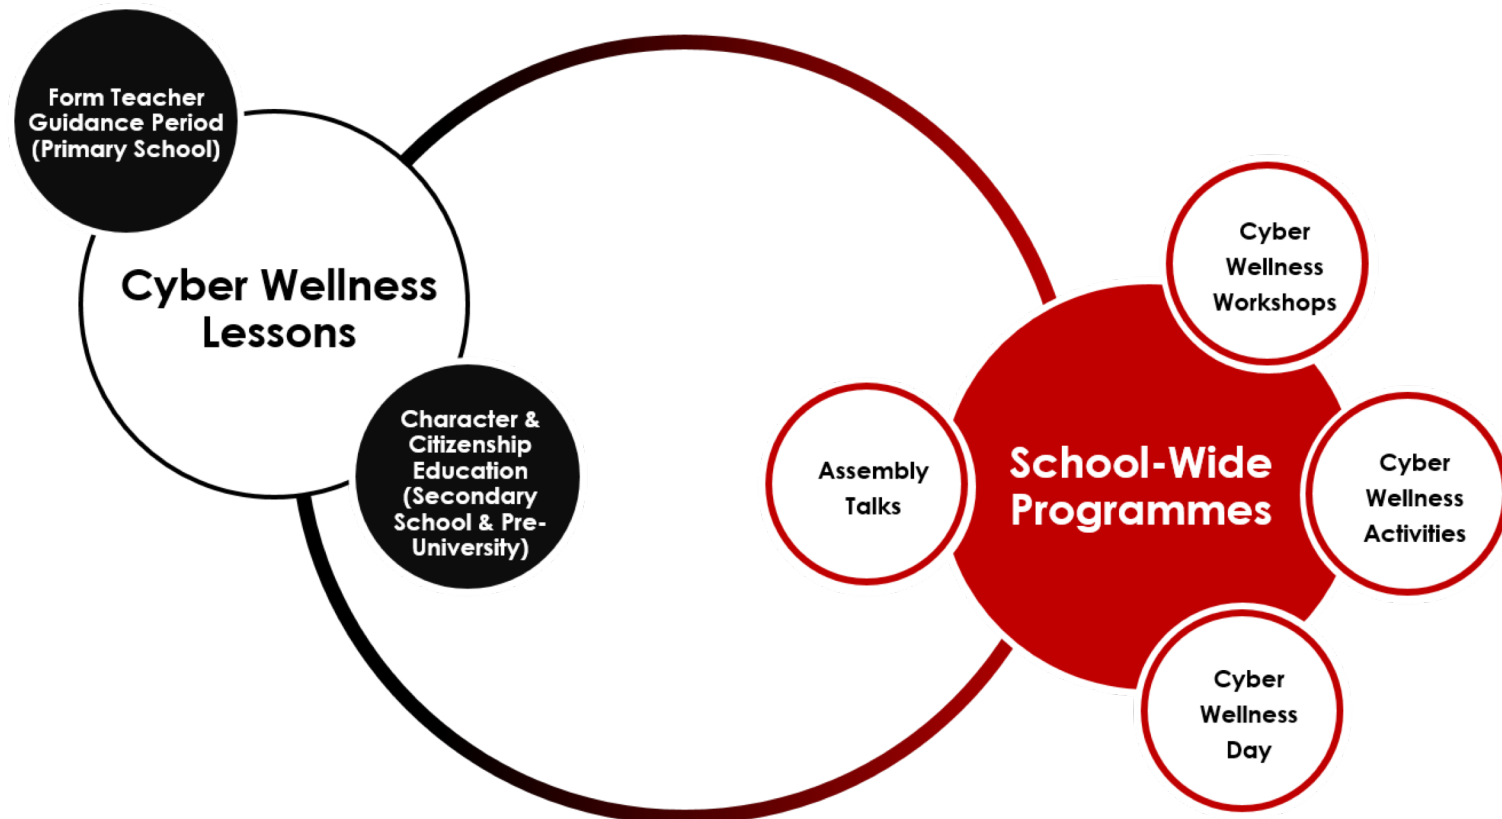 Form Teacher
Guidance Period
(Primary School)
Cyber Wellness
Lessons
Character &
Citizenship
Education
(Secondary
School & Pre-
University)
Assembly
Talks
School-Wide
Programmes
Cyber
Wellness
Workshops
Cyber
Wellness
Activities
Cyber
Wellness
Day